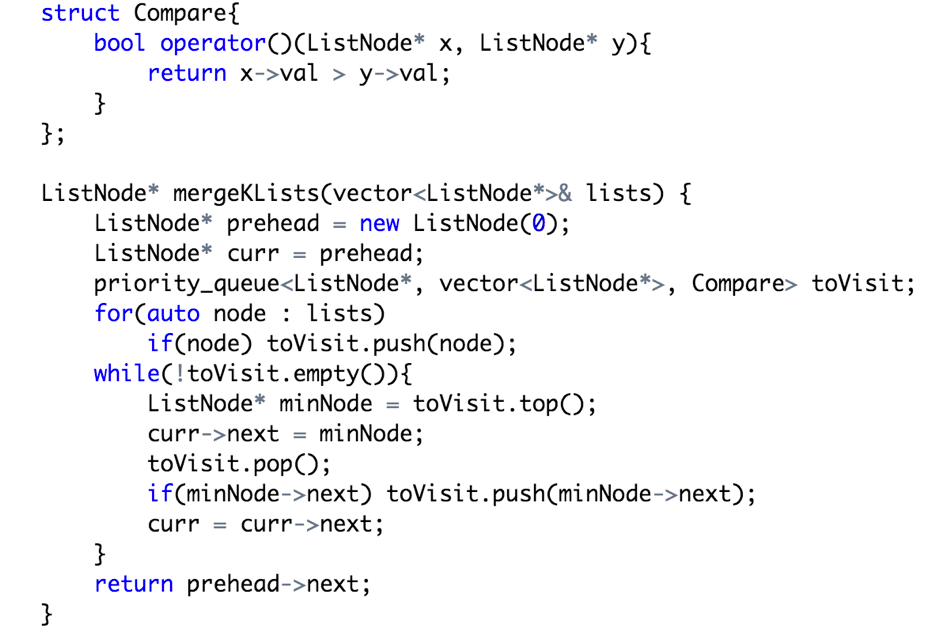 struct Compare{
    bool operator()(ListNode* x, ListNode* y){
        return x->val > y->val;
    }
};

ListNode* mergeKLists(vector<ListNode*>& lists) {
    ListNode* prehead = new ListNode(0);
    ListNode* curr = prehead;
    priority_queue<ListNode*, vector<ListNode*>, Compare> toVisit;
    for(auto node : lists)
        if(node) toVisit.push(node);
    while(!toVisit.empty()){
        ListNode* minNode = toVisit.top();
        curr->next = minNode;
        toVisit.pop();
        if(minNode->next) toVisit.push(minNode->next);
        curr = curr->next;
    }
    return prehead->next;
}